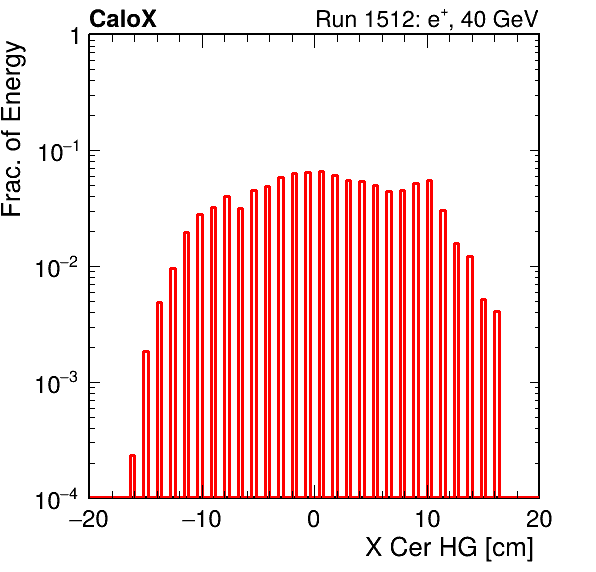 CaloX
Run 1512: e⁺, 40 GeV
Frac. of Energy
1
10⁻¹
10⁻²
10⁻³
10⁻⁴
−20
−10
0
10
20
X Cer HG [cm]